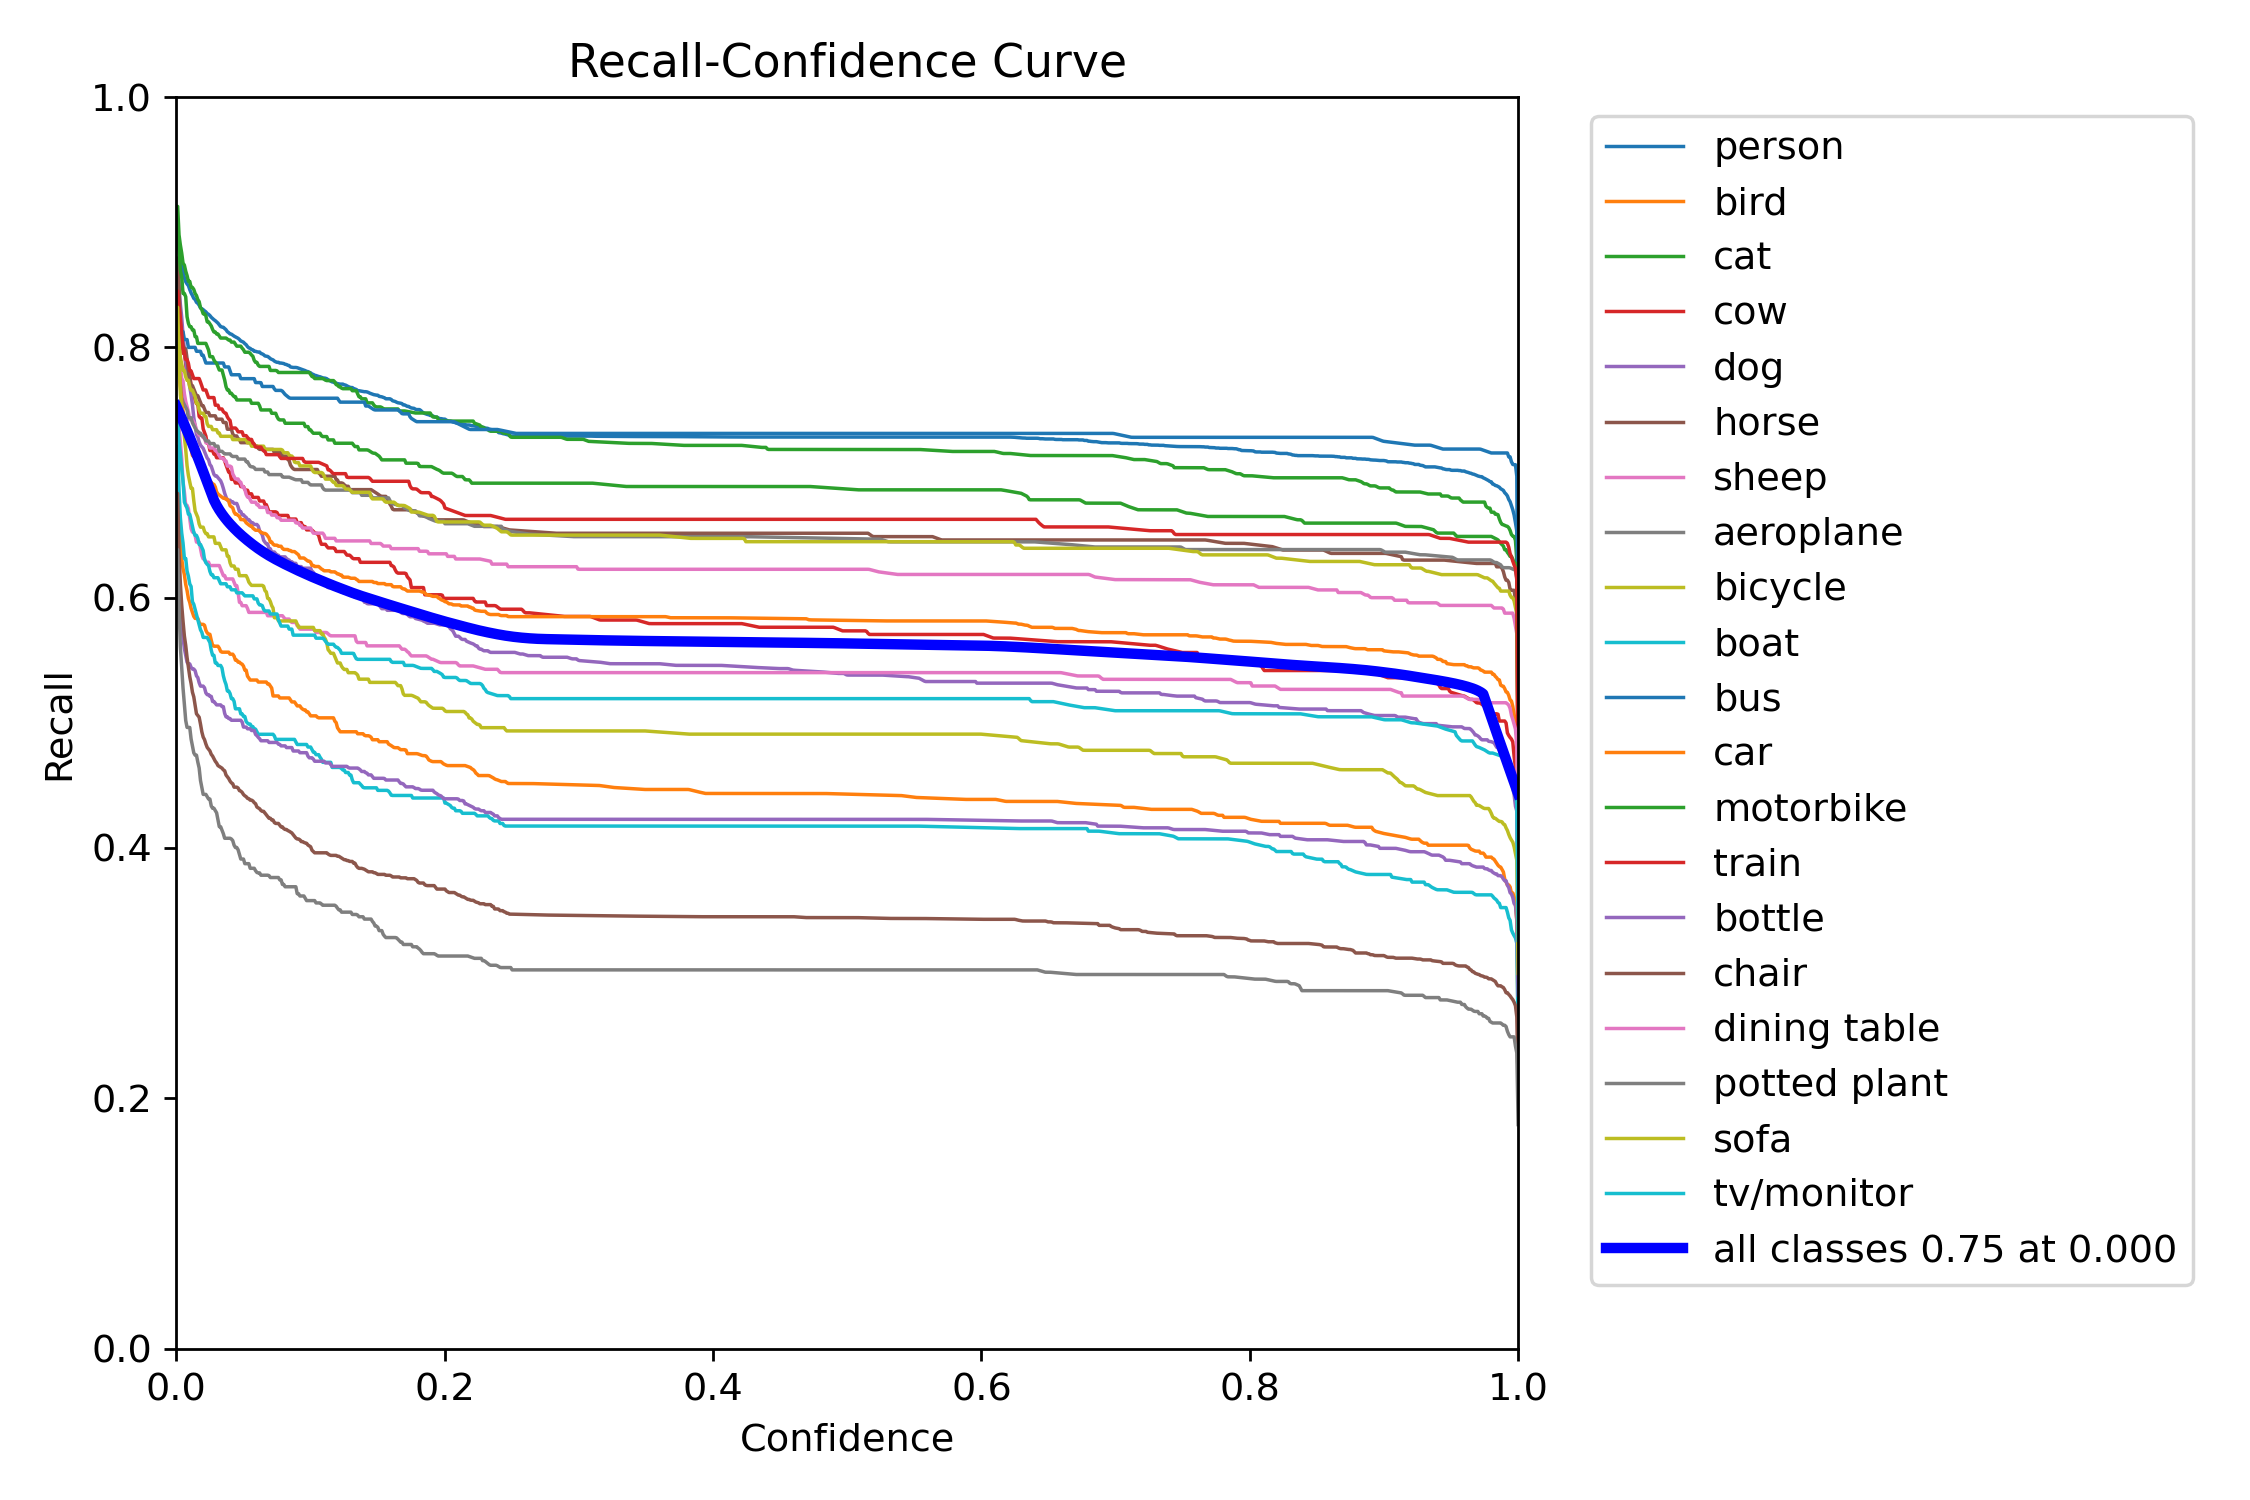 Recall-Confidence Curve
1.0
0.8
0.6
0.4
0.2
0.0
Recall
0.0 0.2 0.4 0.6 0.8 1.0
Confidence
person
bird
cat
cow
dog
horse
sheep
aeroplane
bicycle
boat
bus
car
motorbike
train
bottle
chair
dining table
potted plant
sofa
tv/monitor
all classes 0.75 at 0.000